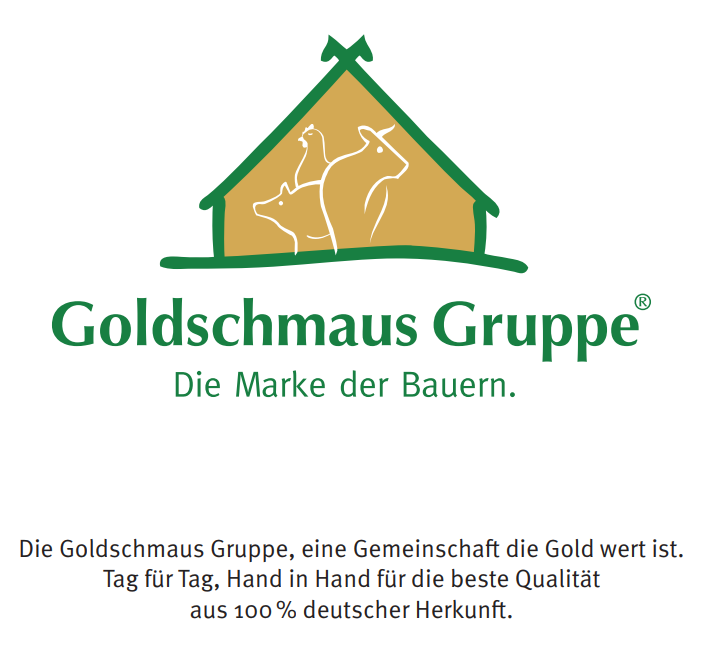 Goldschmaus Gruppe®
Die Marke der Bauern.
Die Goldschmaus Gruppe, eine Gemeinschaft die Gold wert ist.
Tag für Tag, Hand in Hand für die beste Qualität
aus 100 % deutscher Herkunft.